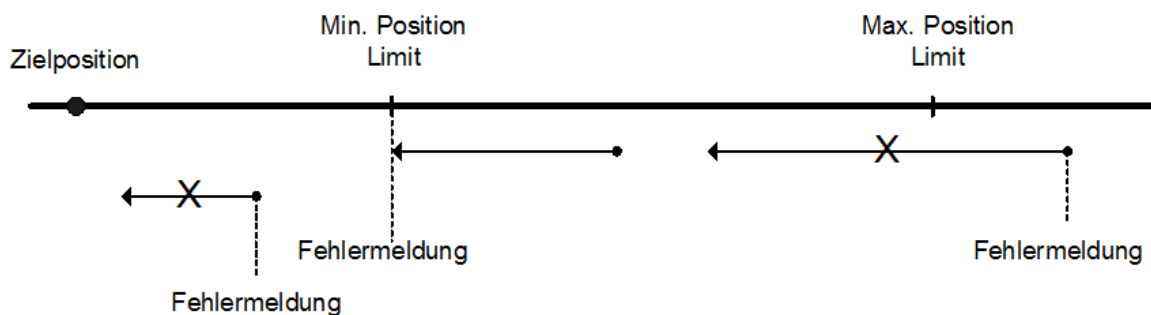 Min. Position
Limit
Max. Position
Limit
Zielposition
X
X
Fehlermeldung
Fehlermeldung
Fehlermeldung